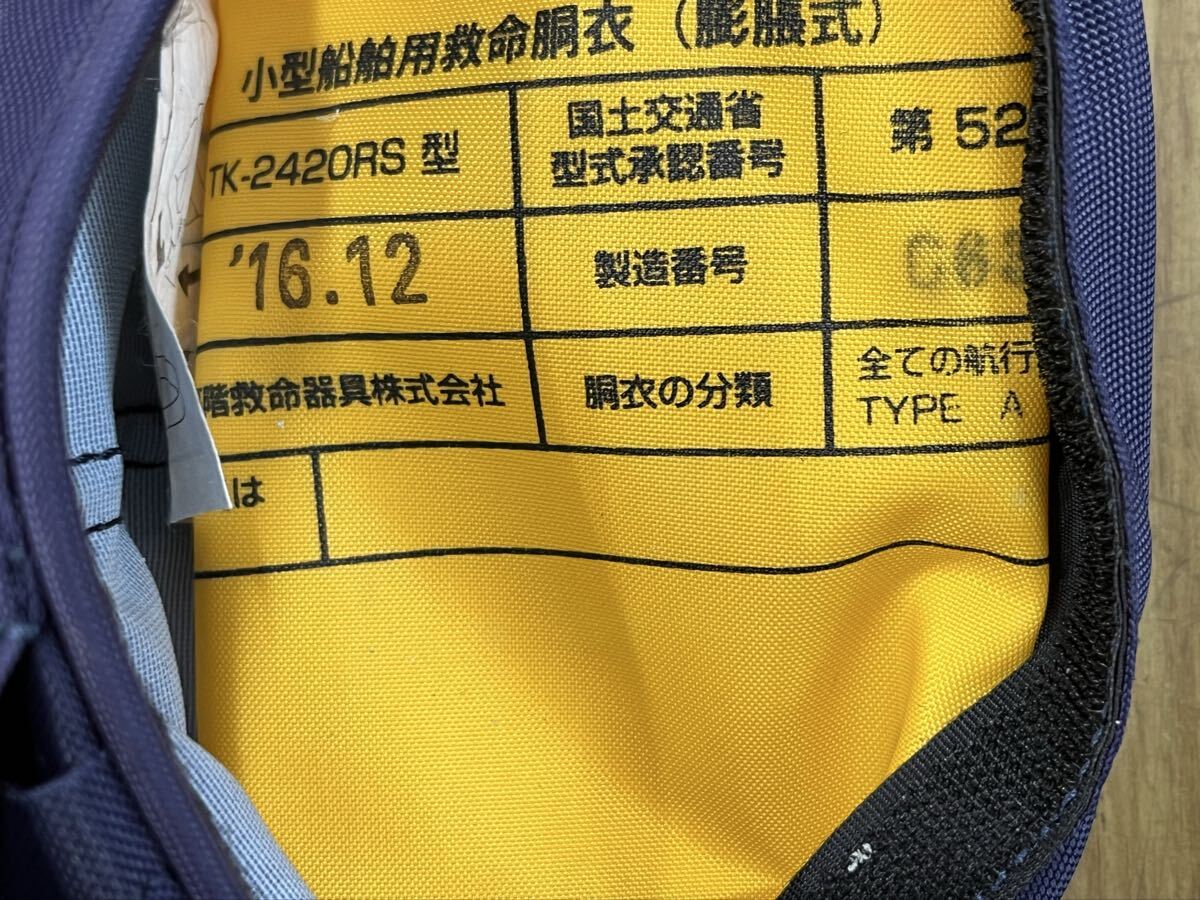 小型船舶用救命胴衣（膨脹式）
TK-2420RS 型
国土交通省
型式承認番号
第 52
'16.12
製造番号
C6
階救命器具株式会社
胴衣の分類
全ての航行
TYPE A
は